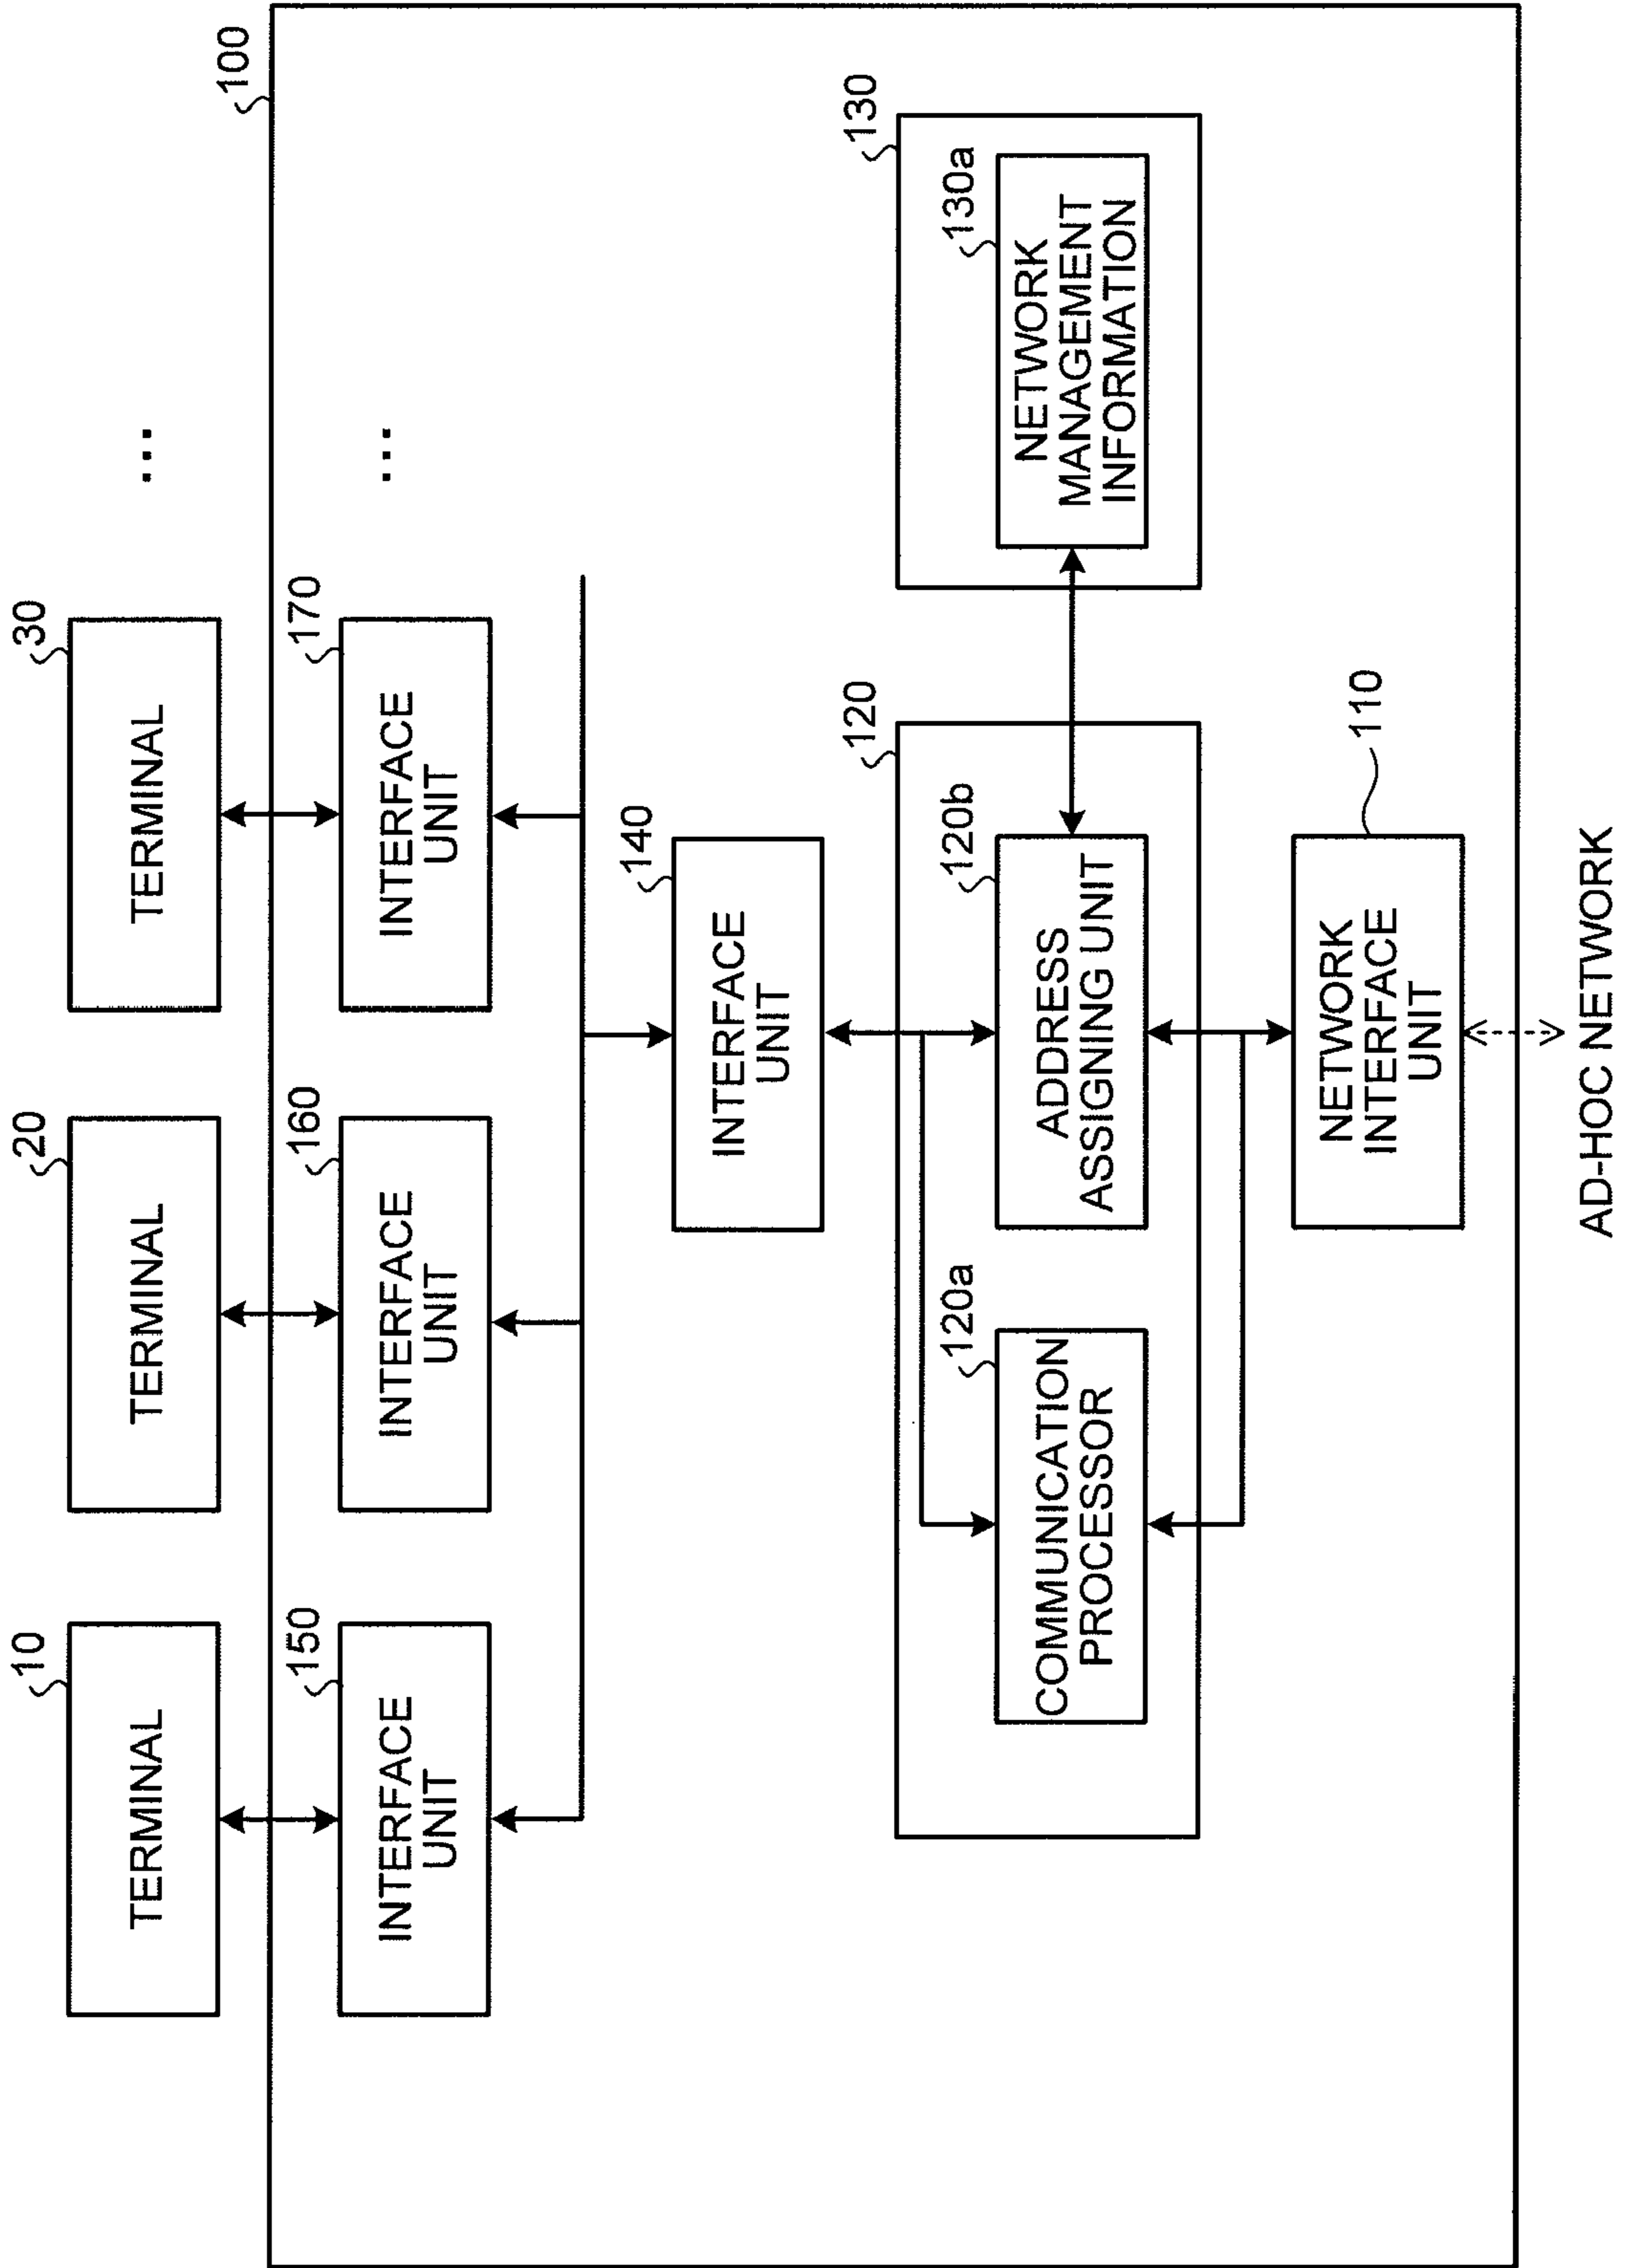 10
TERMINAL
20
TERMINAL
30
TERMINAL
...
100
150
INTERFACE
UNIT
160
INTERFACE
UNIT
170
INTERFACE
UNIT
...
140
INTERFACE
UNIT
120
120a
COMMUNICATION
PROCESSOR
120b
ADDRESS
ASSIGNING UNIT
130
130a
NETWORK
MANAGEMENT
INFORMATION
110
NETWORK
INTERFACE
UNIT
AD-HOC NETWORK